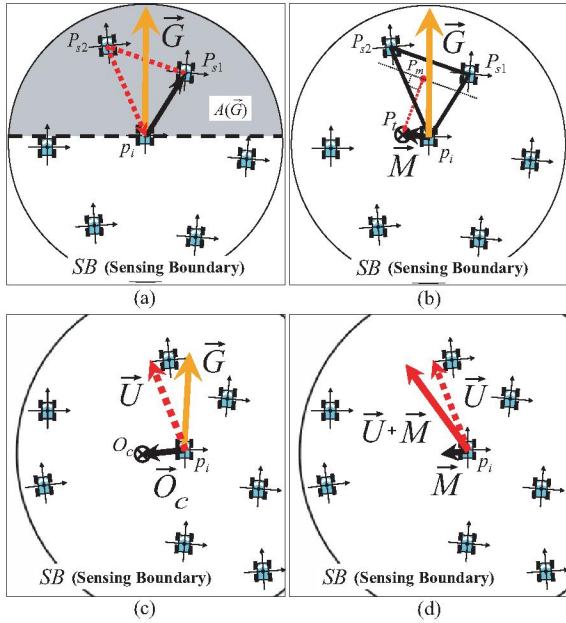 G⃗
P_s2
P_s1
A(G⃗)
p_i
SB (Sensing Boundary)
(a)
G⃗
P_s2
P_s1
P_m
P_t
M⃗
p_i
SB (Sensing Boundary)
(b)
G⃗
U⃗
O_c
p_i
O⃗_c
SB (Sensing Boundary)
(c)
U⃗
U⃗+M⃗
p_i
M⃗
SB (Sensing Boundary)
(d)